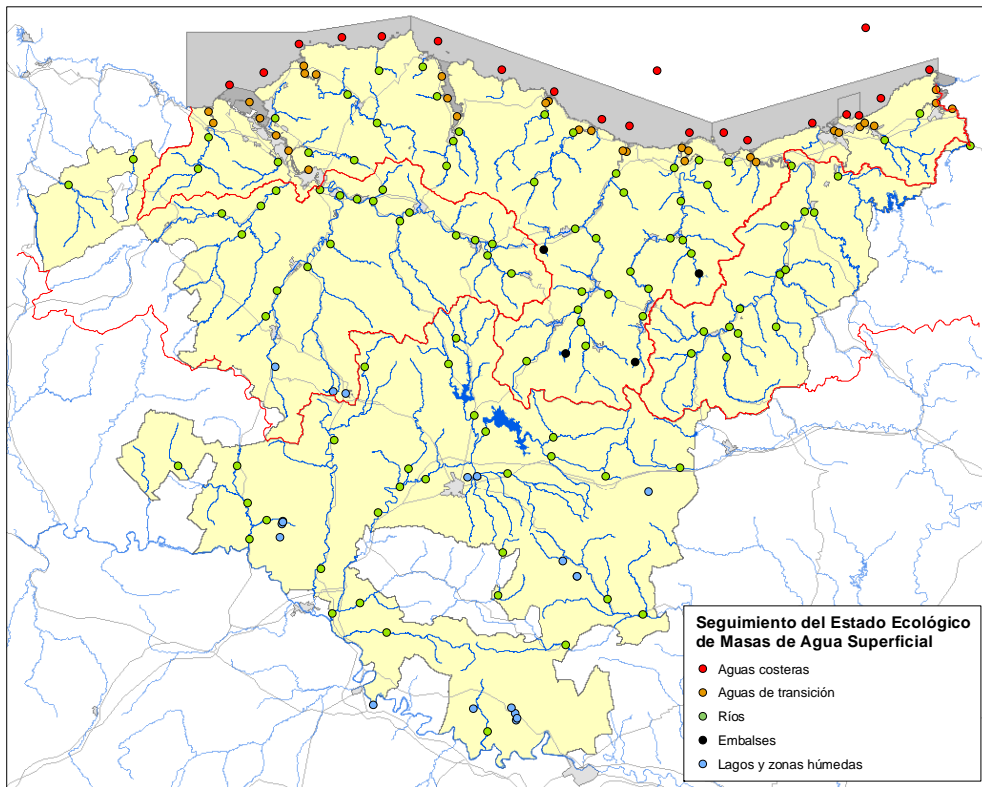 Seguimiento del Estado Ecológico
de Masas de Agua Superficial
Aguas costeras
Aguas de transición
Ríos
Embalses
Lagos y zonas húmedas